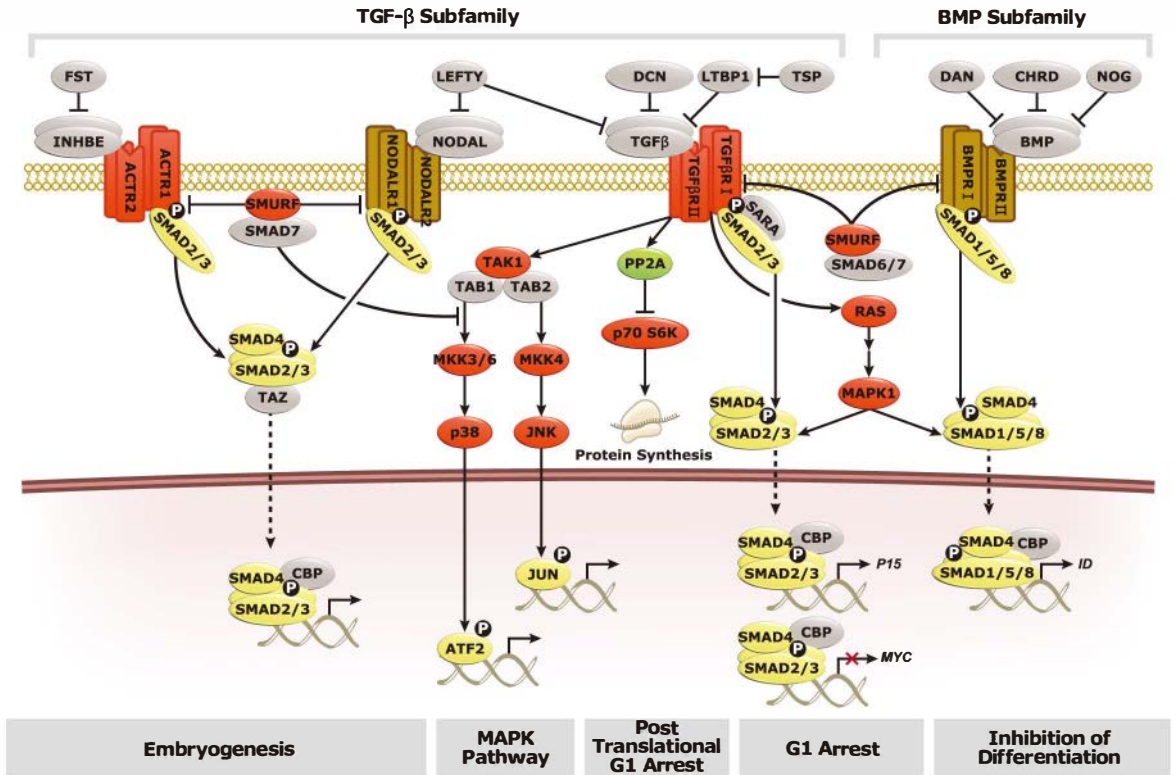 TGF-β Subfamily
BMP Subfamily
FST
LEFTY
DCN
LTBP1
TSP
DAN
CHRD
NOG
INHBE
NODAL
TGFβ
BMP
ACTR2
ACTR1
NODALR1
NODALR2
TGFβRII
TGFβR I
BMPR I
BMPRII
P
SMAD2/3
SMURF
SMAD7
P
SMAD2/3
P
SARA
SMAD2/3
SMURF
SMAD6/7
P
SMAD1/5/8
TAK1
TAB1
TAB2
PP2A
RAS
SMAD4
P
SMAD2/3
TAZ
MKK3/6
MKK4
p70 S6K
MAPK1
p38
JNK
Protein Synthesis
SMAD4
P
SMAD2/3
P
SMAD4
SMAD1/5/8
SMAD4
CBP
P
SMAD2/3
P
JUN
P
ATF2
SMAD4
CBP
P
SMAD2/3
P15
SMAD4
CBP
P
SMAD2/3
MYC
SMAD4
CBP
P
SMAD1/5/8
ID
Embryogenesis
MAPK
Pathway
Post
Translational
G1 Arrest
G1 Arrest
Inhibition of
Differentiation